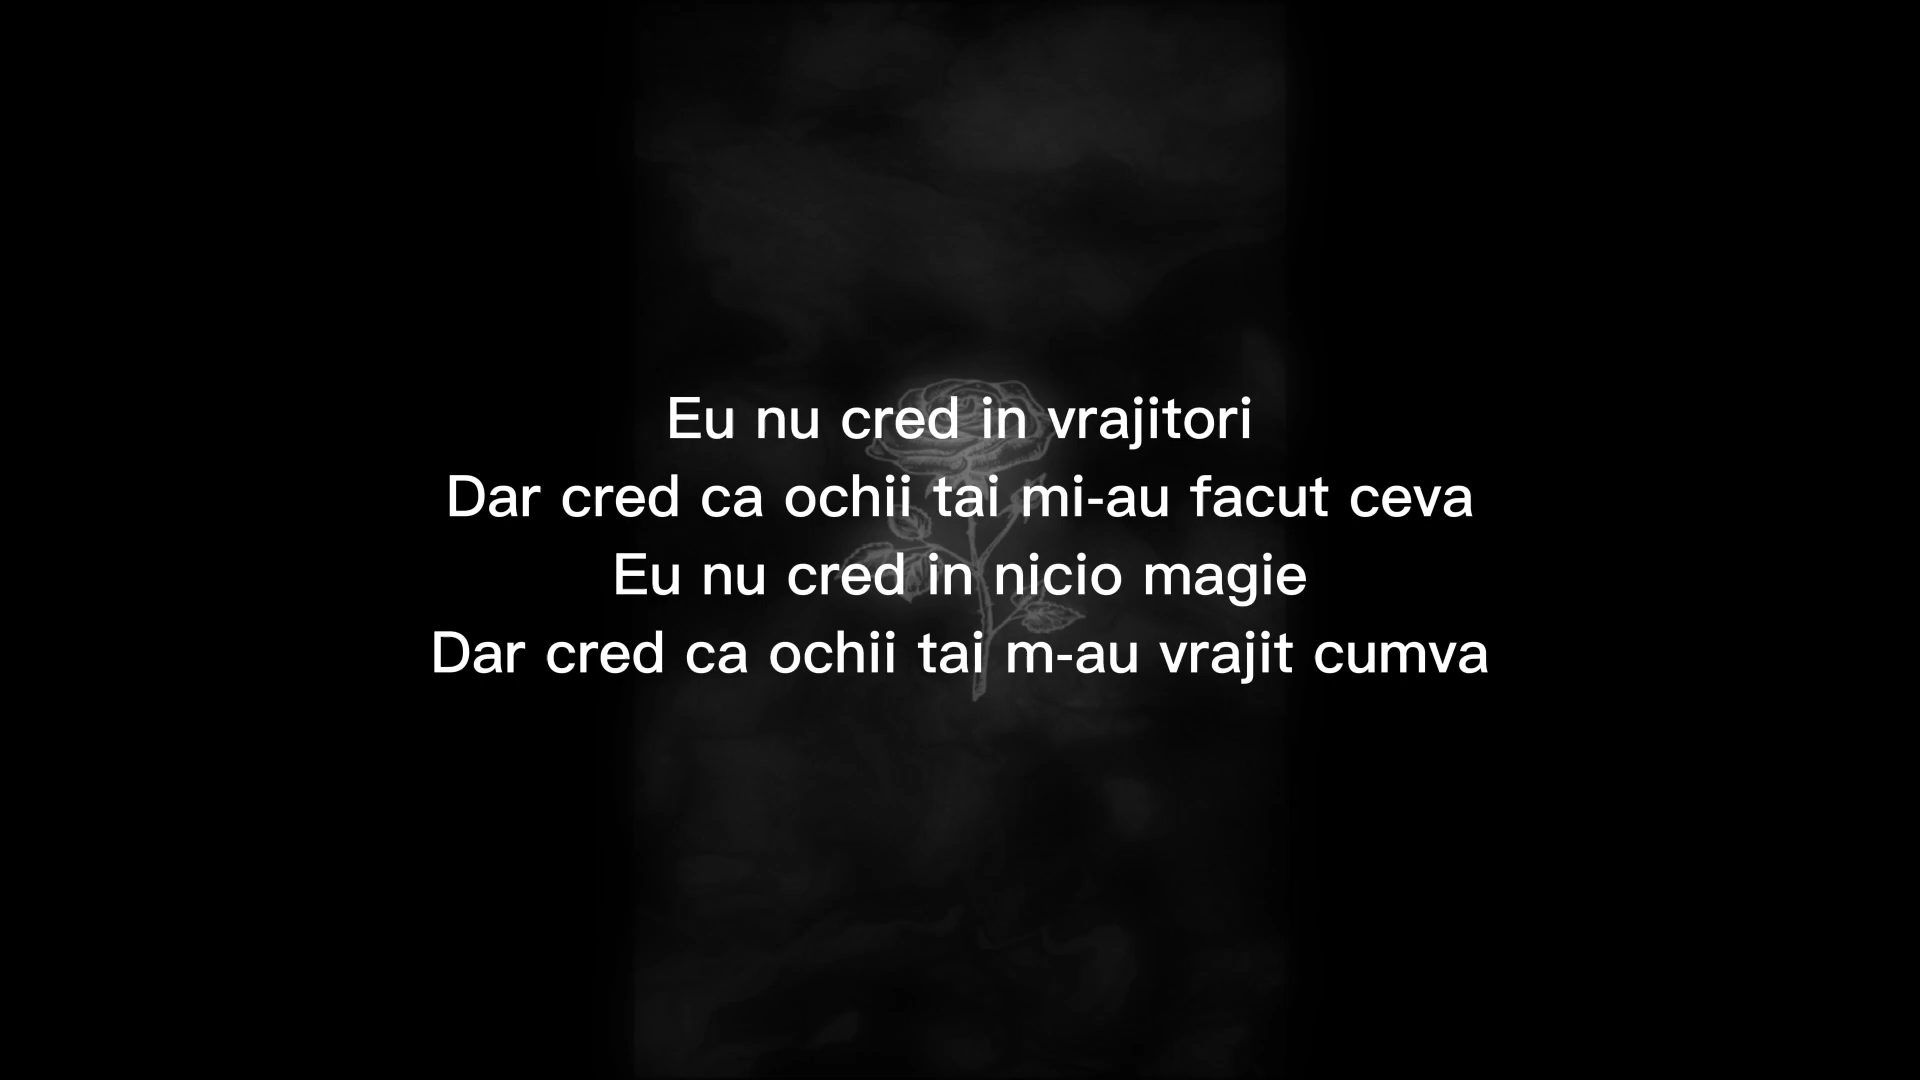 Eu nu cred in vrajitori
Dar cred ca ochii tai mi-au facut ceva
Eu nu cred in nicio magie
Dar cred ca ochii tai m-au vrajit cumva